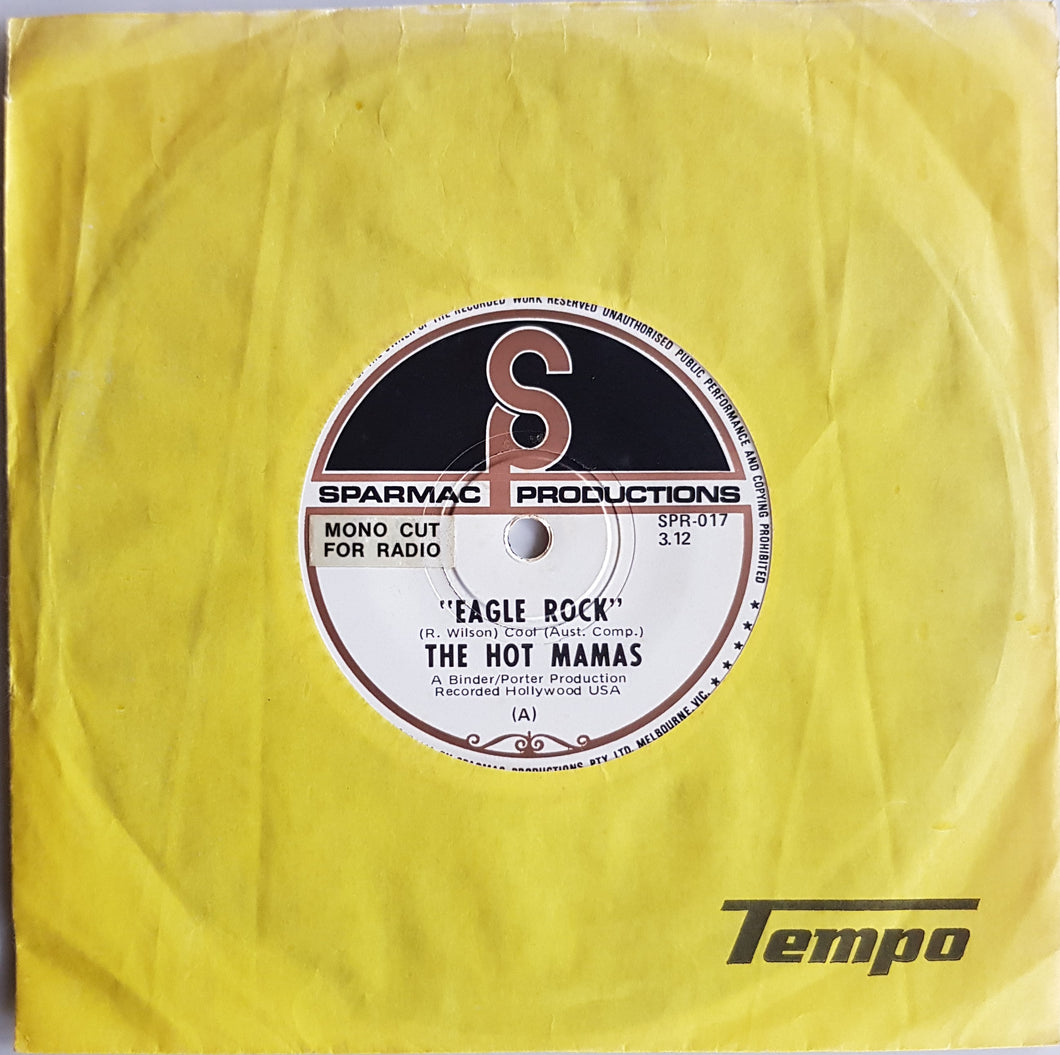 OF THE RECORDED WORK RESERVED UNAUTHORISED PUBLIC PERFORMANCE AND COPYING PROHIBITED
SPARMAC PRODUCTIONS
MONO CUT
FOR RADIO
SPR-017
3.12
"EAGLE ROCK"
(R. Wilson) Cool (Aust. Comp.)
THE HOT MAMAS
A Binder/Porter Production
Recorded Hollywood USA
(A)
SPARMAC PRODUCTIONS PTY. LTD. MELBOURNE. VIC. ★ ★ ★ ★ ★ ★ ★
Tempo